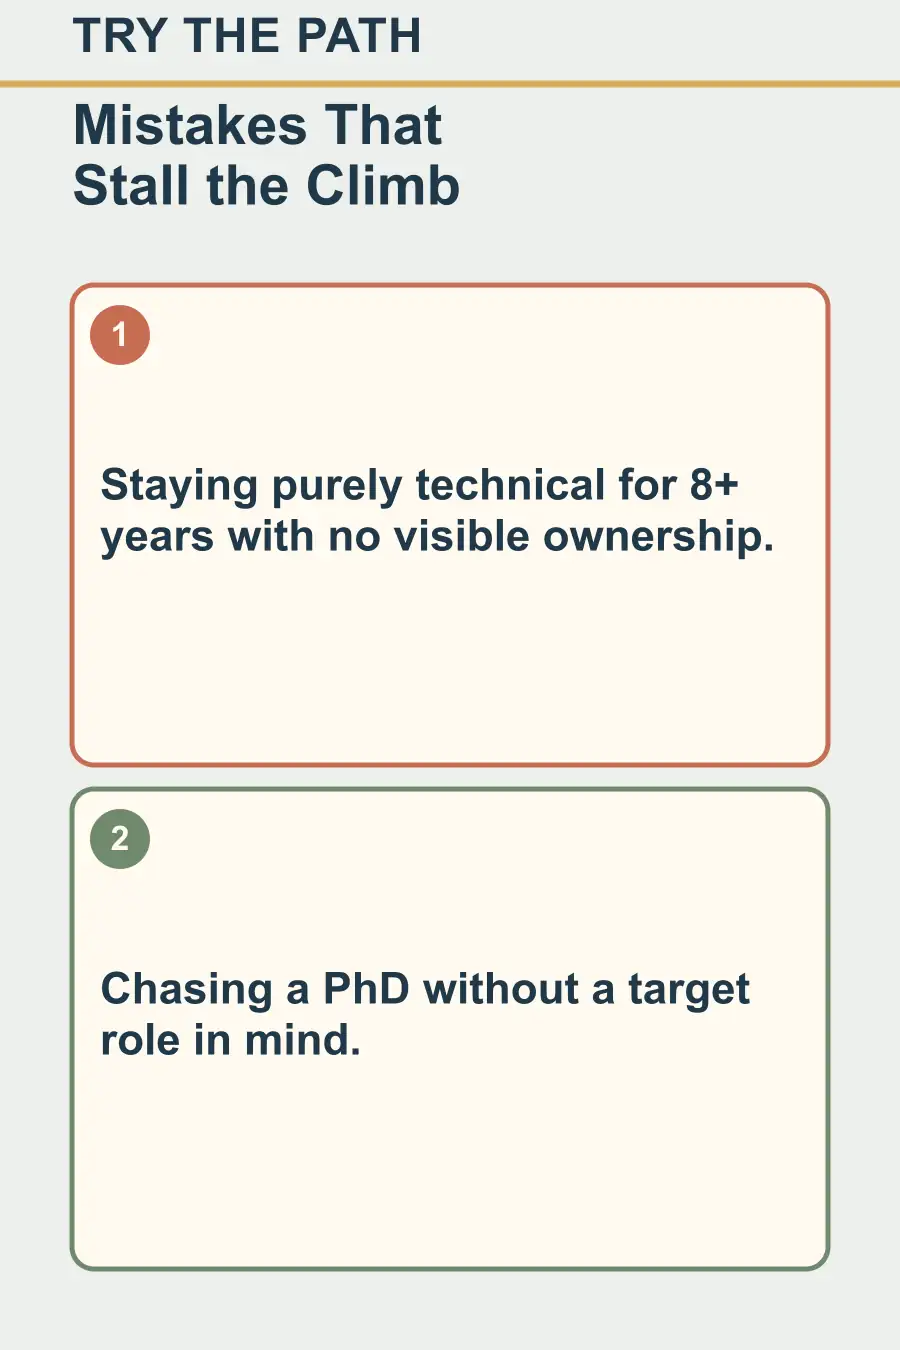 TRY THE PATH
Mistakes That
Stall the Climb
1
Staying purely technical for 8+
years with no visible ownership.
2
Chasing a PhD without a target
role in mind.